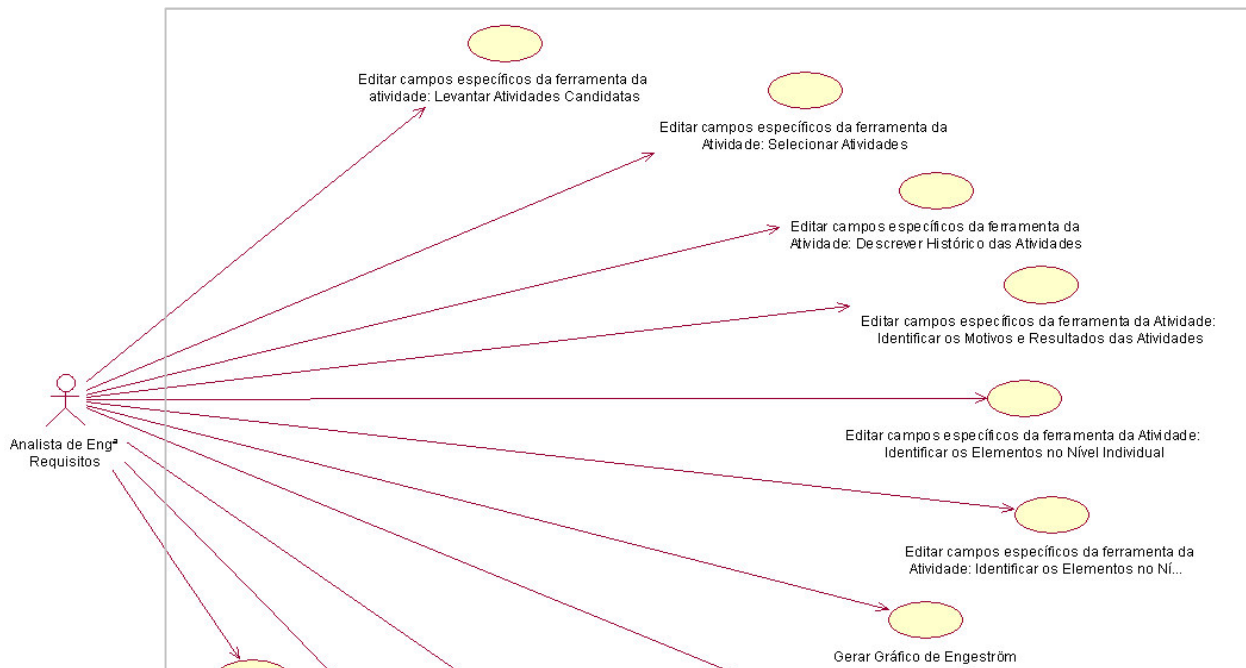 Editar campos específicos da ferramenta da
atividade: Levantar Atividades Candidatas
Editar campos específicos da ferramenta da
Atividade: Selecionar Atividades
Editar campos específicos da ferramenta da
Atividade: Descrever Histórico das Atividades
Editar campos específicos da ferramenta da Atividade:
Identificar os Motivos e Resultados das Atividades
Analista de Engª
Requisitos
Editar campos específicos da ferramenta da Atividade:
Identificar os Elementos no Nível Individual
Editar campos específicos da ferramenta da
Atividade: Identificar os Elementos no Ní...
Gerar Gráfico de Engeström